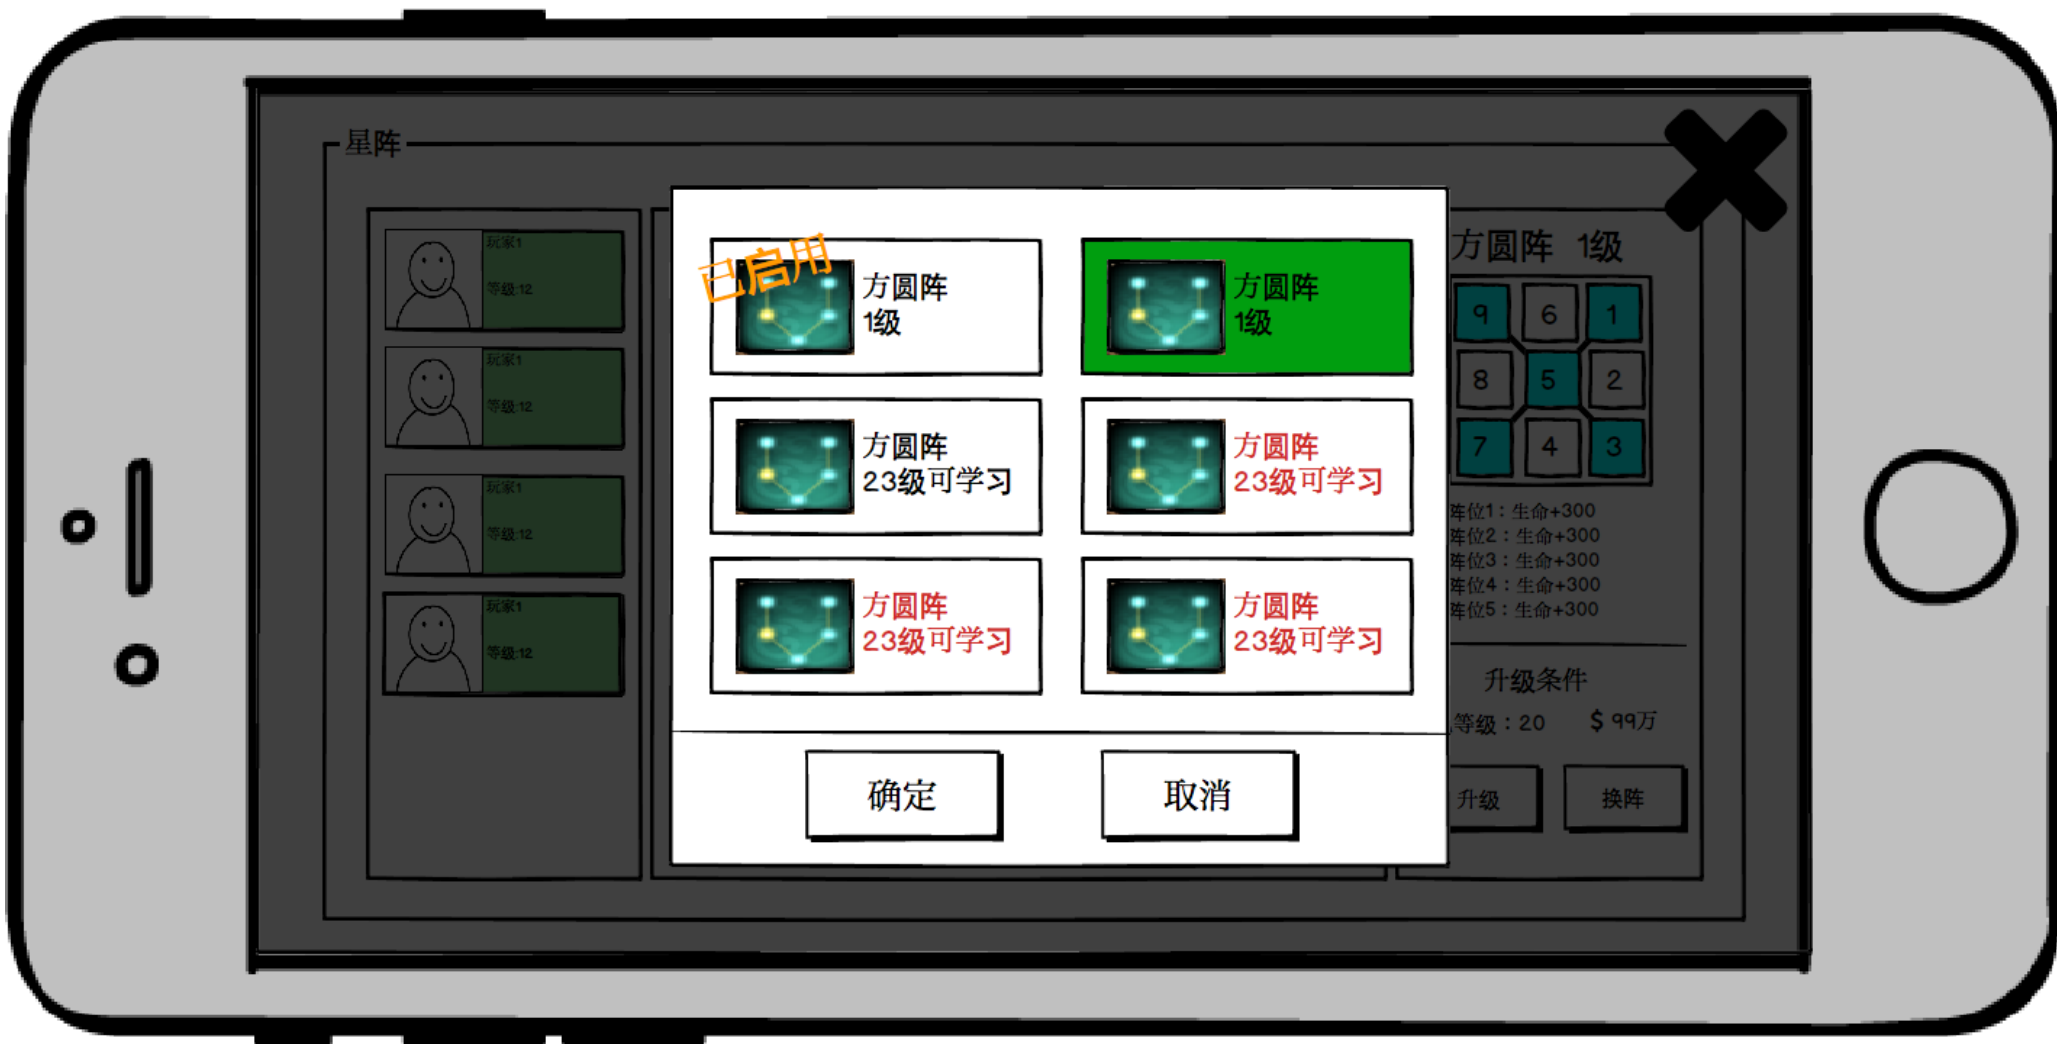 星阵
玩家1
等级:12
玩家1
等级:12
玩家1
等级:12
玩家1
等级:12
已启用
方圆阵
1级
方圆阵
1级
方圆阵
23级可学习
方圆阵
23级可学习
方圆阵
23级可学习
方圆阵
23级可学习
确定
取消
方圆阵 1级
9 6 1
8 5 2
7 4 3
阵位1：生命+300
阵位2：生命+300
阵位3：生命+300
阵位4：生命+300
阵位5：生命+300
升级条件
等级：20 $ 99万
升级
换阵